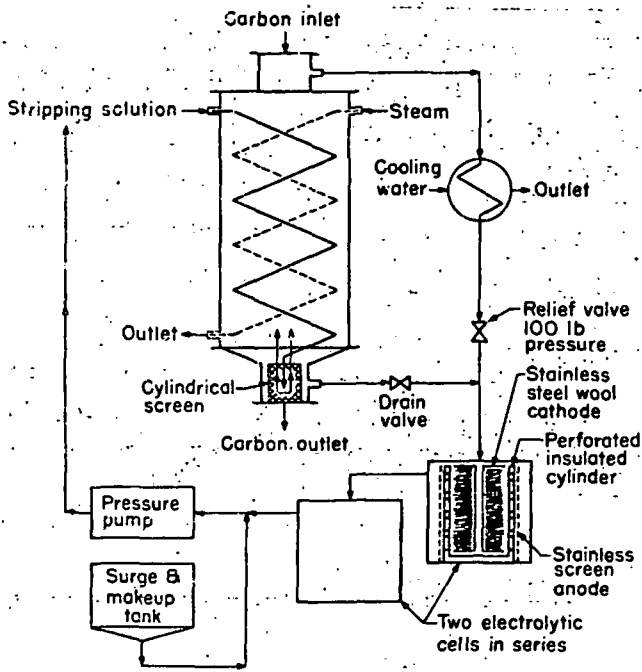 Carbon inlet
Stripping solution
Steam
Cooling
water
Outlet
Relief valve
100 lb
pressure
Outlet
Cylindrical
screen
Drain
valve
Carbon outlet
Stainless
steel wool
cathode
Perforated
insulated
cylinder
Stainless
screen
anode
Pressure
pump
Surge &
makeup
tank
Two electrolytic
cells in series